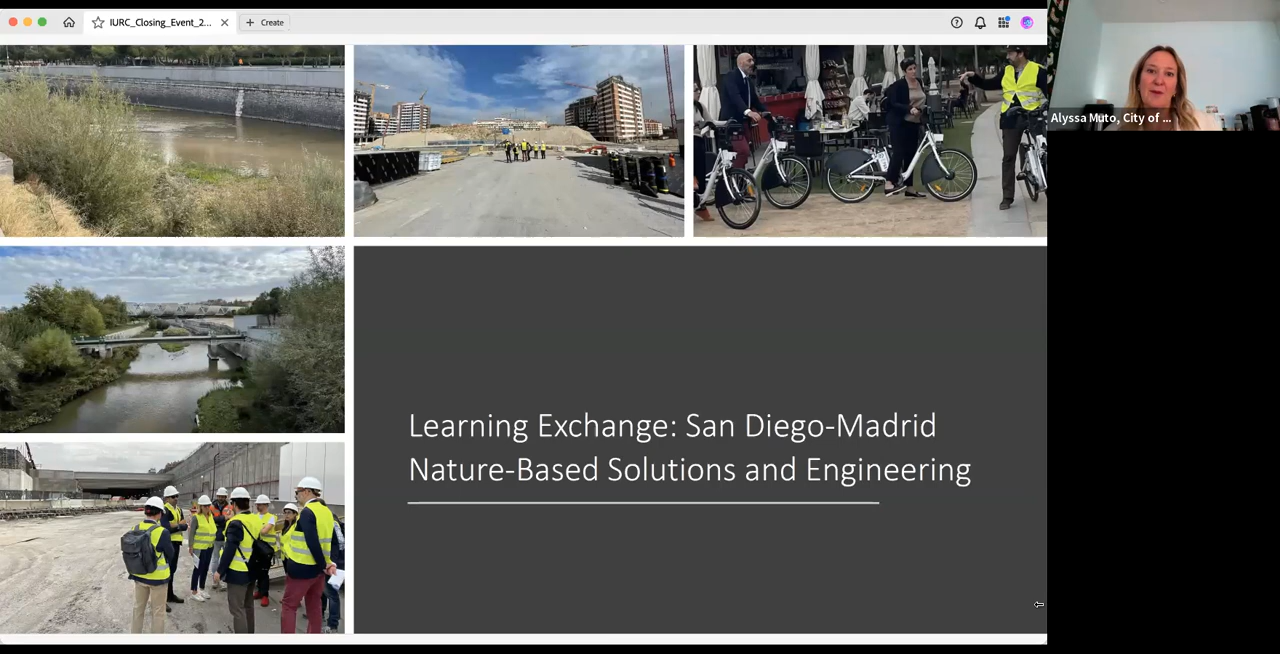 IURC_Closing_Event_2...
Create
Alyssa Muto, City of ...
Learning Exchange: San Diego-Madrid
Nature-Based Solutions and Engineering